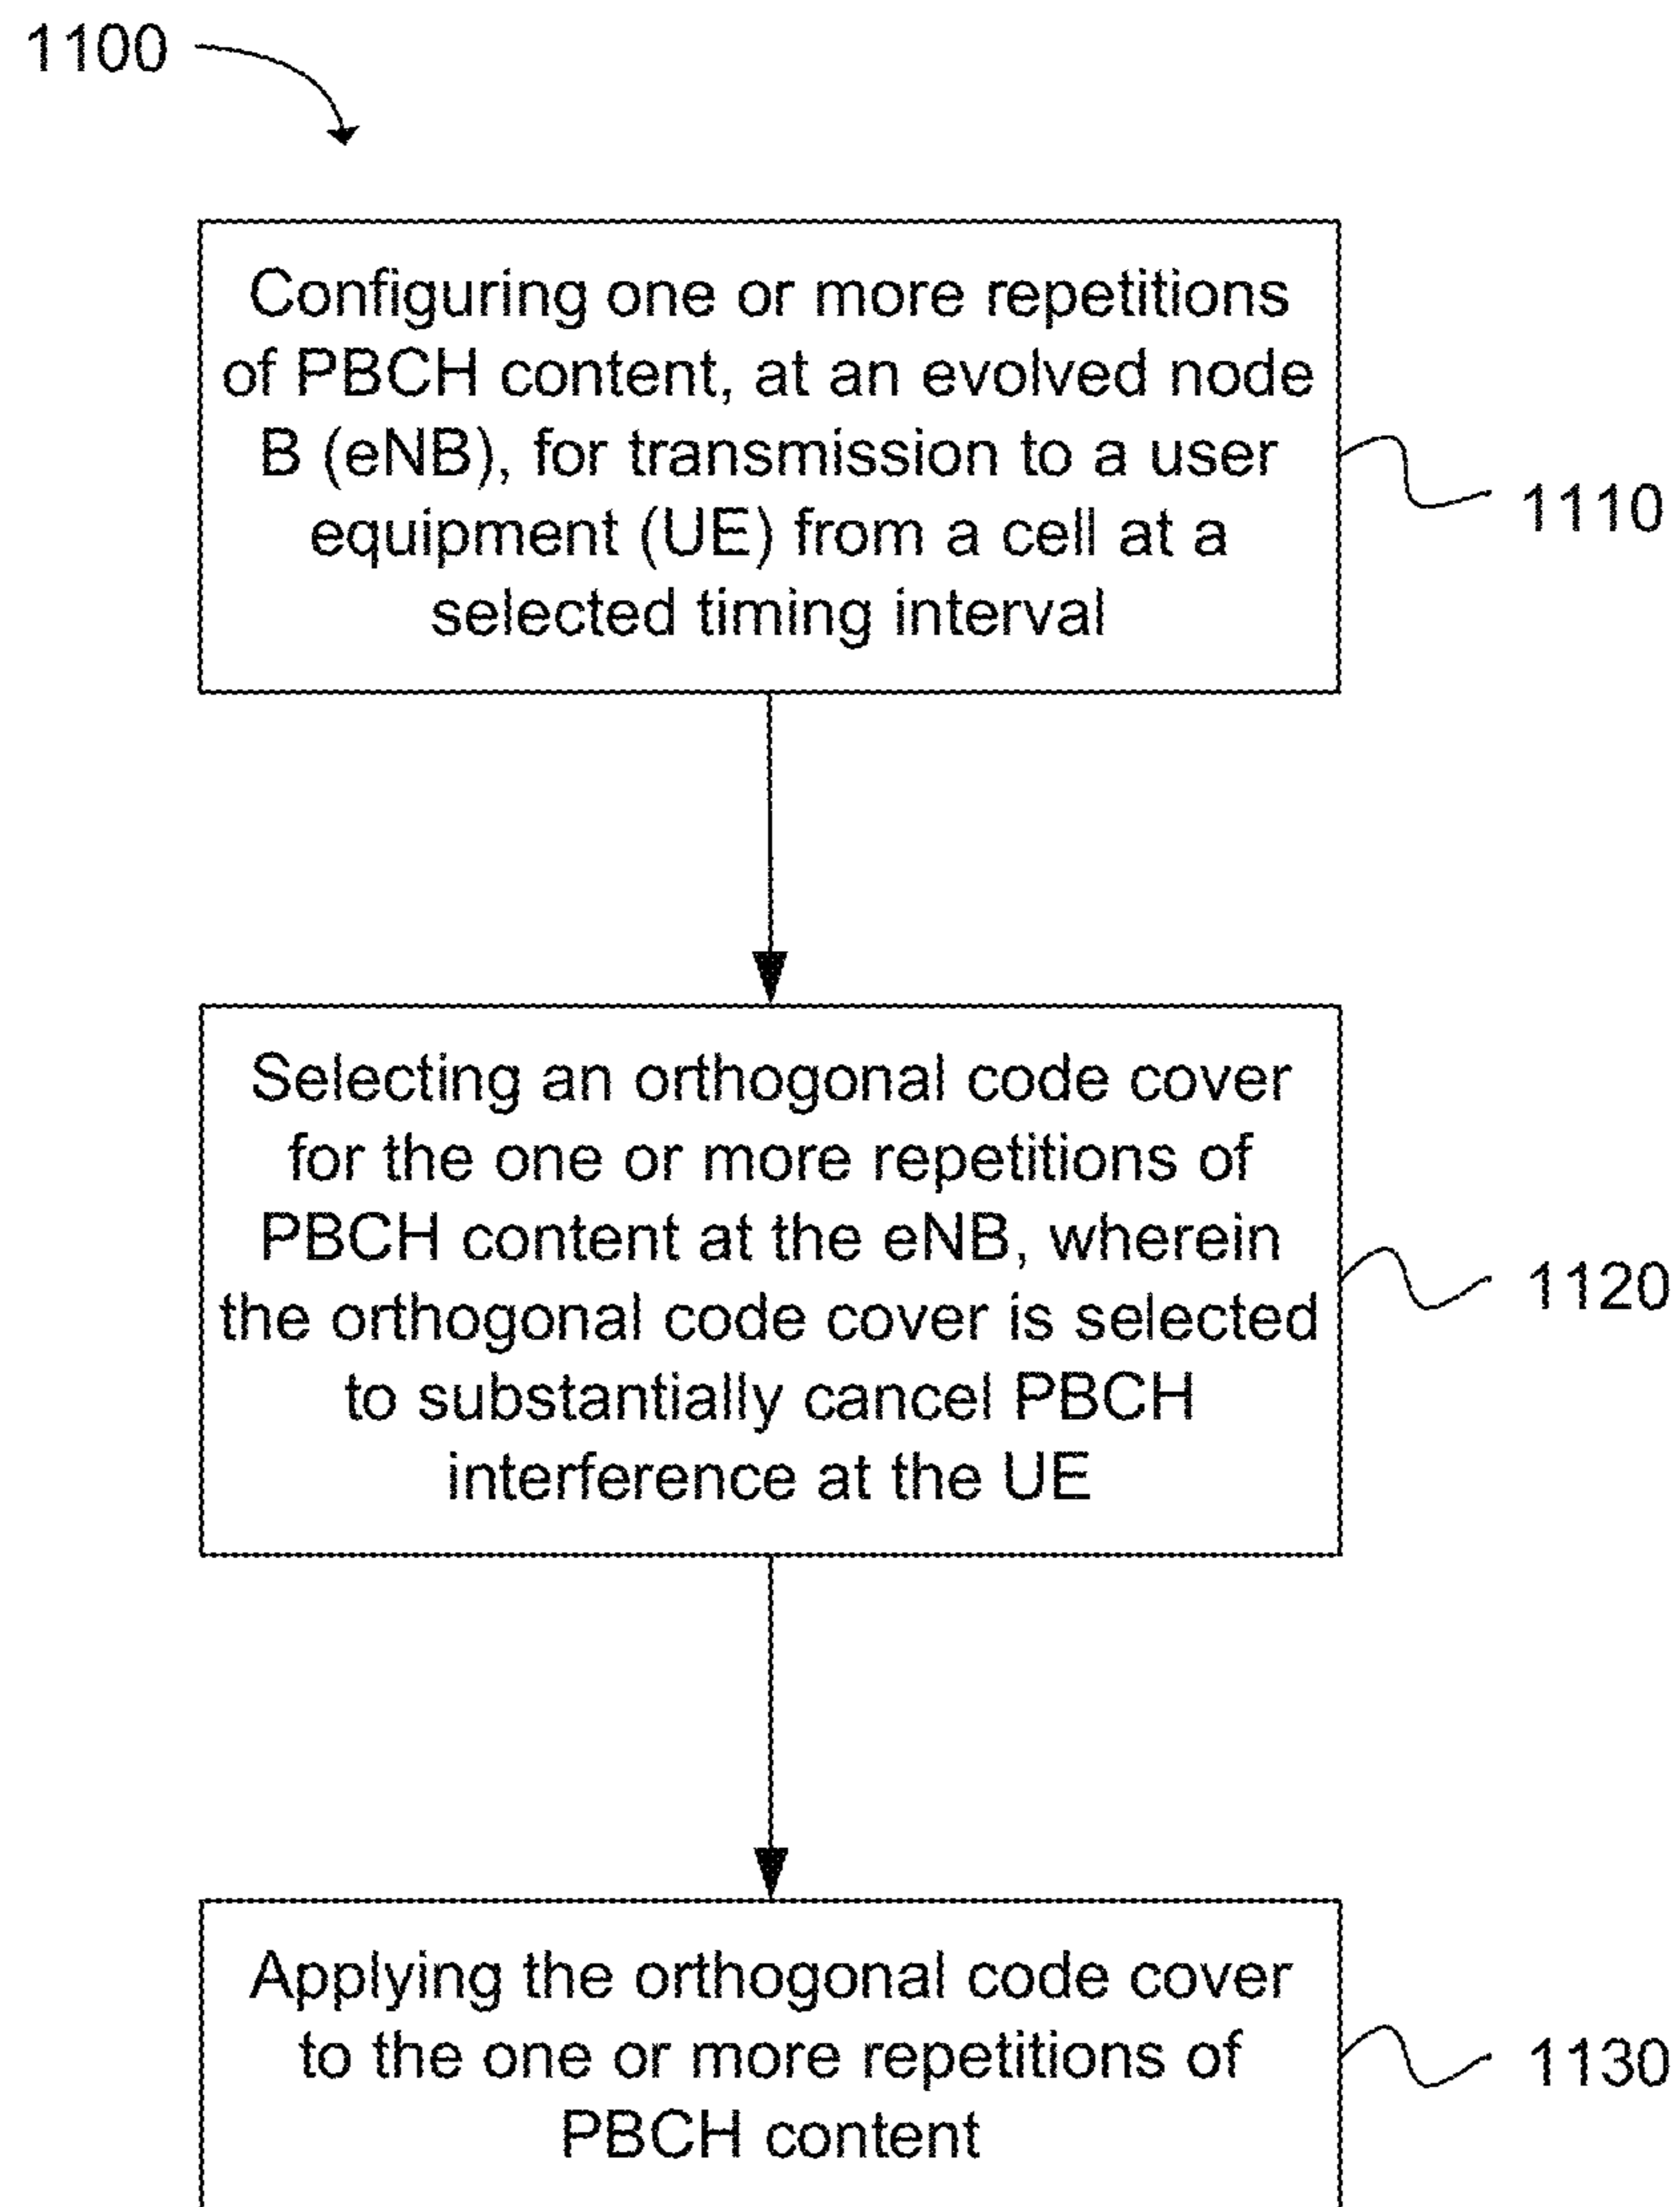 1100
Configuring one or more repetitions
of PBCH content, at an evolved node
B (eNB), for transmission to a user
equipment (UE) from a cell at a
selected timing interval
1110
Selecting an orthogonal code cover
for the one or more repetitions of
PBCH content at the eNB, wherein
the orthogonal code cover is selected
to substantially cancel PBCH
interference at the UE
1120
Applying the orthogonal code cover
to the one or more repetitions of
PBCH content
1130